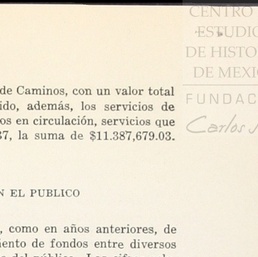 CENTRO
ESTUDIO
DE HISTO
DE MEXI
FUNDAC
Carlos
de Caminos, con un valor total
ido, además, los servicios de
os en circulación, servicios que
37, la suma de $11.387,679.03.
N EL PUBLICO
, como en años anteriores, de
iento de fondos entre diversos